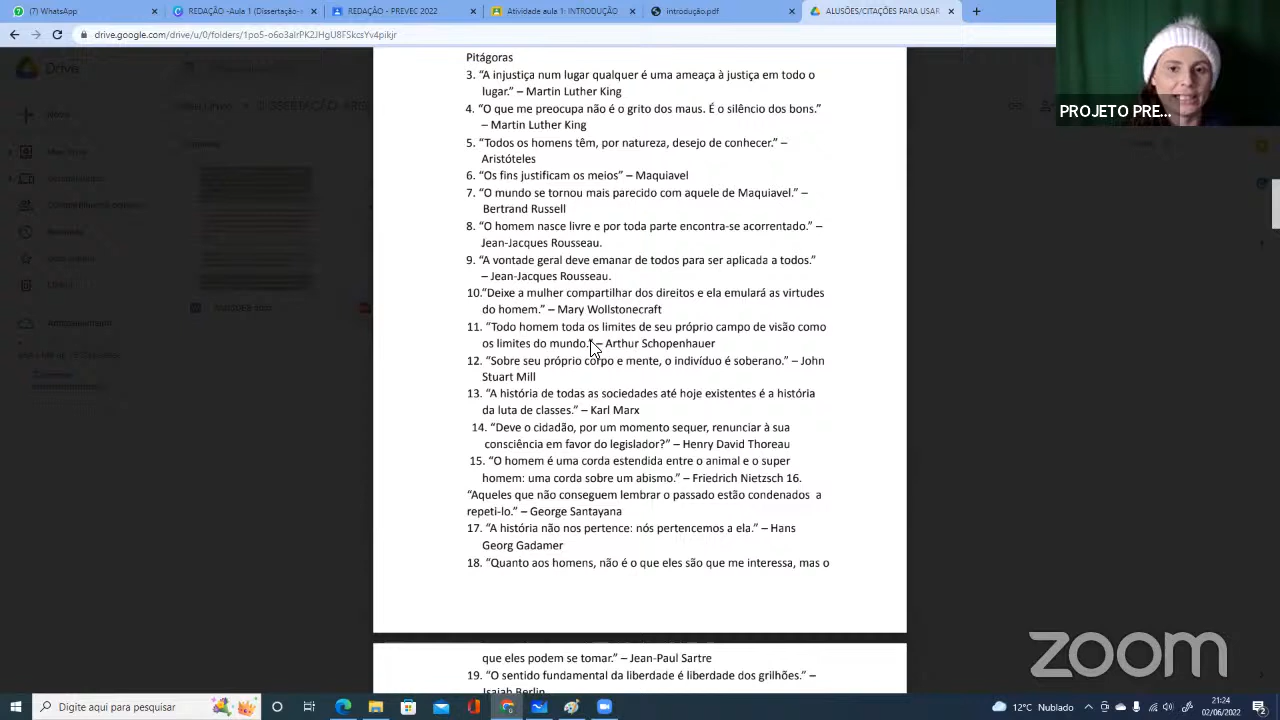 (7) WhatsApp
REDAÇÃO -Aula 1 (Dissertação-
REDAÇÃO - PREVEC 2022
Atividade aula 1: INTRODUÇÃO
introdução.pdf
ALUSÕES/CITAÇÕES PARA USAR
drive.google.com/drive/u/0/folders/1po5-o6o3alrPK2JHgU8FSkcsYv4pikjr
Drive
PROJETO PRE...
Pitágoras
3. “A injustiça num lugar qualquer é uma ameaça à justiça em todo o
lugar.” – Martin Luther King
4. “O que me preocupa não é o grito dos maus. É o silêncio dos bons.”
– Martin Luther King
5. “Todos os homens têm, por natureza, desejo de conhecer.” –
Aristóteles
6. “Os fins justificam os meios” – Maquiavel
7. “O mundo se tornou mais parecido com aquele de Maquiavel.” –
Bertrand Russell
8. “O homem nasce livre e por toda parte encontra-se acorrentado.” –
Jean-Jacques Rousseau.
9. “A vontade geral deve emanar de todos para ser aplicada a todos.”
– Jean-Jacques Rousseau.
10.“Deixe a mulher compartilhar dos direitos e ela emulará as virtudes
do homem.” – Mary Wollstonecraft
11. “Todo homem toda os limites de seu próprio campo de visão como
os limites do mundo.” – Arthur Schopenhauer
12. “Sobre seu próprio corpo e mente, o indivíduo é soberano.” – John
Stuart Mill
13. “A história de todas as sociedades até hoje existentes é a história
da luta de classes.” – Karl Marx
14. “Deve o cidadão, por um momento sequer, renunciar à sua
consciência em favor do legislador?” – Henry David Thoreau
15. “O homem é uma corda estendida entre o animal e o super
homem: uma corda sobre um abismo.” – Friedrich Nietzsch 16.
“Aqueles que não conseguem lembrar o passado estão condenados a
repeti-lo.” – George Santayana
17. “A história não nos pertence: nós pertencemos a ela.” – Hans
Georg Gadamer
18. “Quanto aos homens, não é o que eles são que me interessa, mas o
que eles podem se tomar.” – Jean-Paul Sartre
19. “O sentido fundamental da liberdade é liberdade dos grilhões.” –
Isaiah Berlin
zoom
Digite aqui para pesquisar
12°C Nublado
21:24
02/06/2022